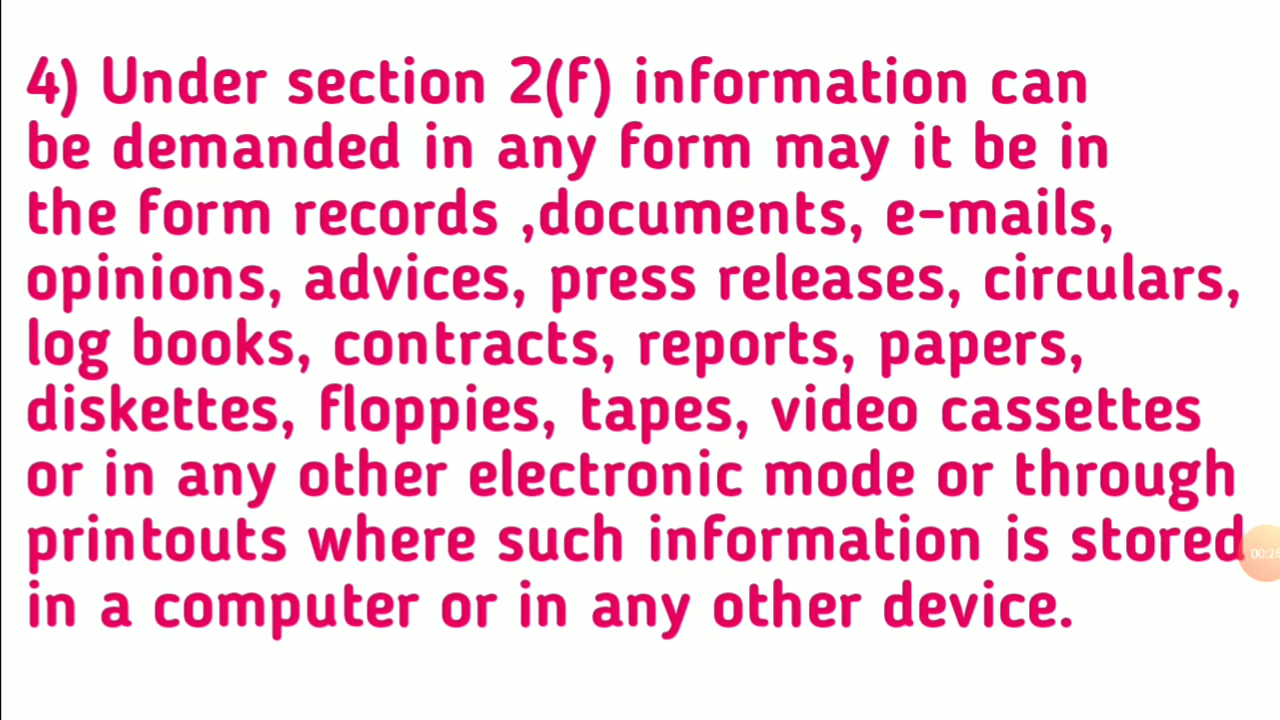 4) Under section 2(f) information can
be demanded in any form may it be in
the form records ,documents, e-mails,
opinions, advices, press releases, circulars,
log books, contracts, reports, papers,
diskettes, floppies, tapes, video cassettes
or in any other electronic mode or through
printouts where such information is stored
in a computer or in any other device.